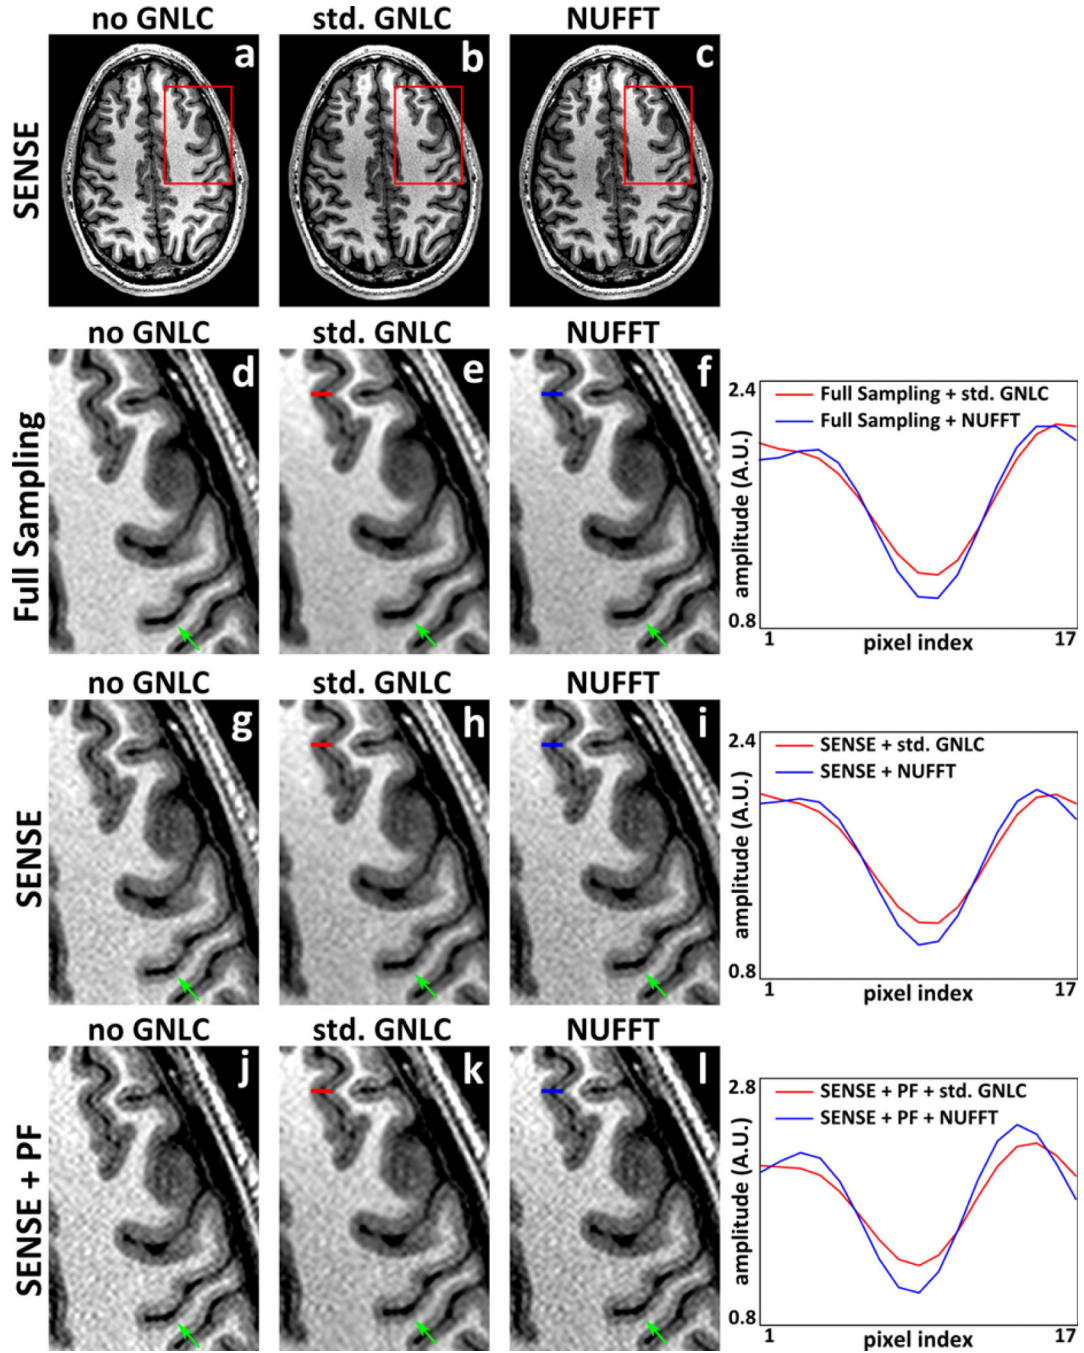 no GNLC
std. GNLC
NUFFT
SENSE
a
b
c
no GNLC
std. GNLC
NUFFT
Full Sampling
d
e
f
2.4
Full Sampling + std. GNLC
Full Sampling + NUFFT
amplitude (A.U.)
0.8
1
17
pixel index
no GNLC
std. GNLC
NUFFT
SENSE
g
h
i
2.4
SENSE + std. GNLC
SENSE + NUFFT
amplitude (A.U.)
0.8
1
17
pixel index
no GNLC
std. GNLC
NUFFT
SENSE + PF
j
k
l
2.8
SENSE + PF + std. GNLC
SENSE + PF + NUFFT
amplitude (A.U.)
0.8
1
17
pixel index